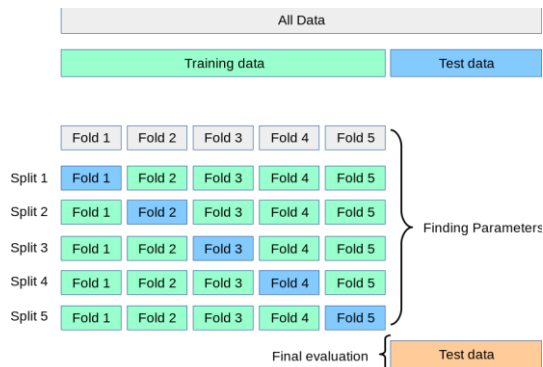 All Data
Training data Test data
Fold 1 Fold 2 Fold 3 Fold 4 Fold 5
Split 1 Fold 1 Fold 2 Fold 3 Fold 4 Fold 5
Split 2 Fold 1 Fold 2 Fold 3 Fold 4 Fold 5
Finding Parameters
Split 3 Fold 1 Fold 2 Fold 3 Fold 4 Fold 5
Split 4 Fold 1 Fold 2 Fold 3 Fold 4 Fold 5
Split 5 Fold 1 Fold 2 Fold 3 Fold 4 Fold 5
Final evaluation Test data